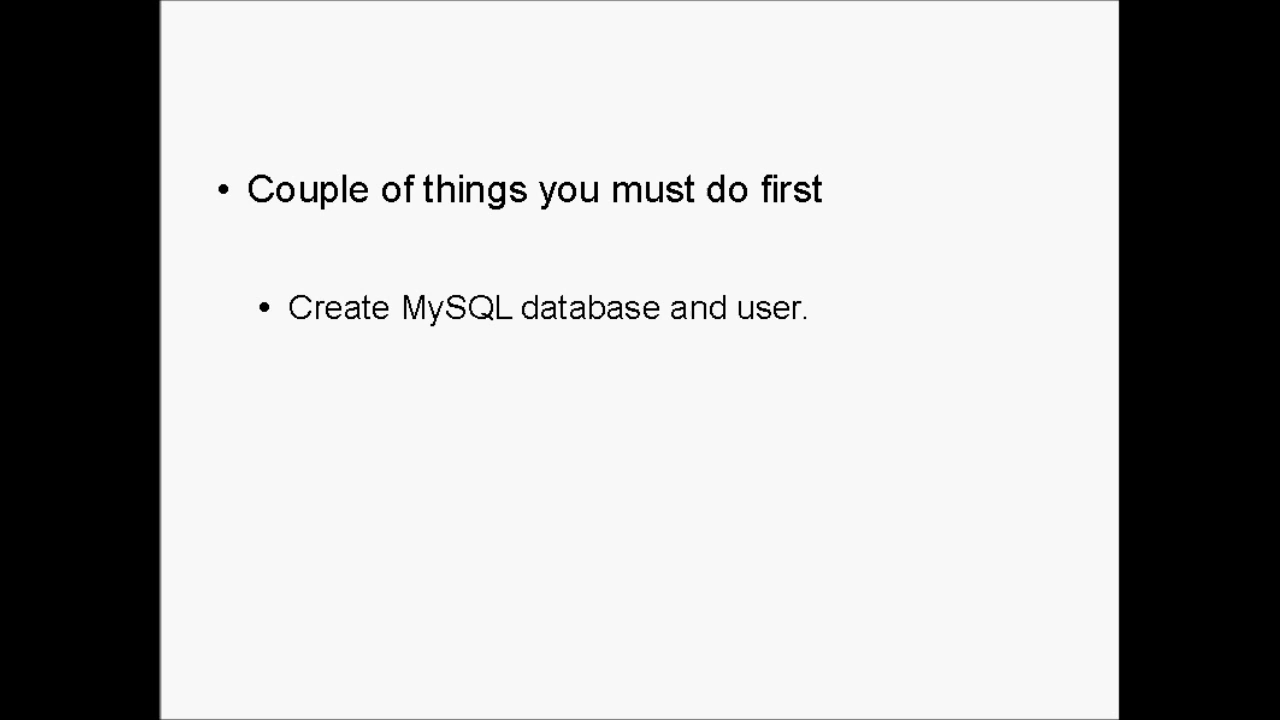 • Couple of things you must do first
• Create MySQL database and user.